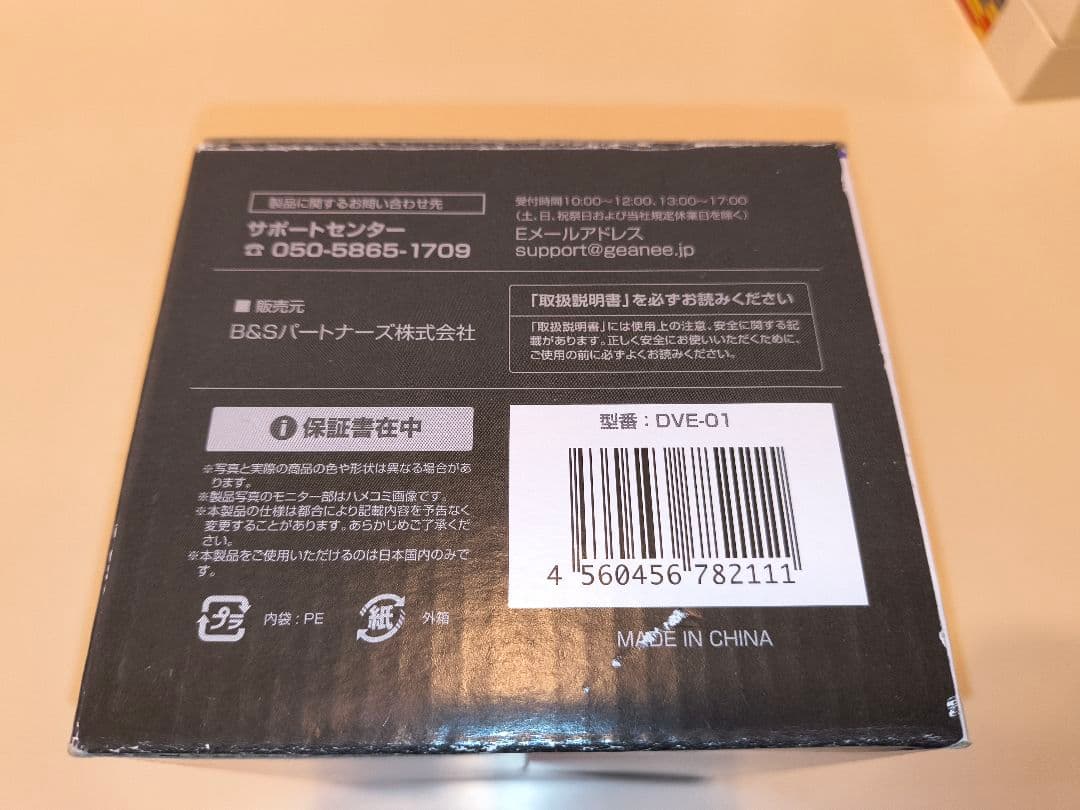 製品に関するお問い合わせ先
サポートセンター
☎ 050-5865-1709
受付時間10:00～12:00、13:00～17:00
(土、日、祝祭日および当社規定休業日を除く)
Eメールアドレス
support@geanee.jp
■ 販売元
B&Sパートナーズ株式会社
「取扱説明書」を必ずお読みください
「取扱説明書」には使用上の注意、安全に関する記
載があります。正しく安全にお使いいただくために、
ご使用の前に必ずよくお読みください。
i 保証書在中
※写真と実際の商品の色や形状は異なる場合があ
ります。
※製品写真のモニター部はハメコミ画像です。
※本製品の仕様は都合により記載内容を予告なく
変更することがあります。あらかじめご了承くだ
さい。
※本製品をご使用いただけるのは日本国内のみで
す。
プラ 内袋：PE 紙 外箱
型番：DVE-01
4 560456 782111
MADE IN CHINA